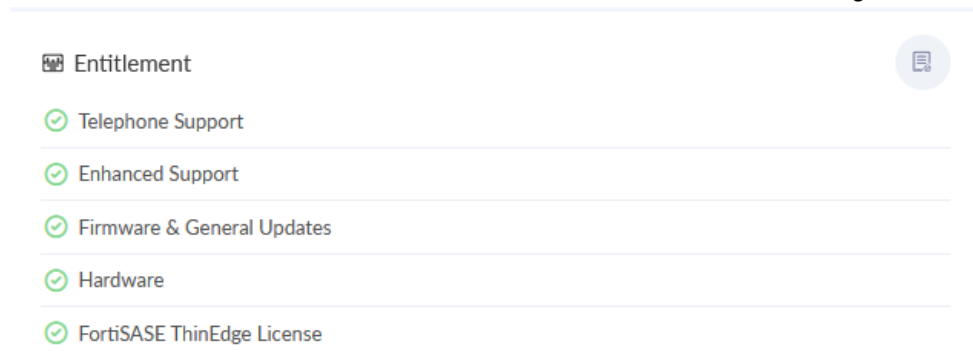 Entitlement
Telephone Support
Enhanced Support
Firmware & General Updates
Hardware
FortiSASE ThinEdge License